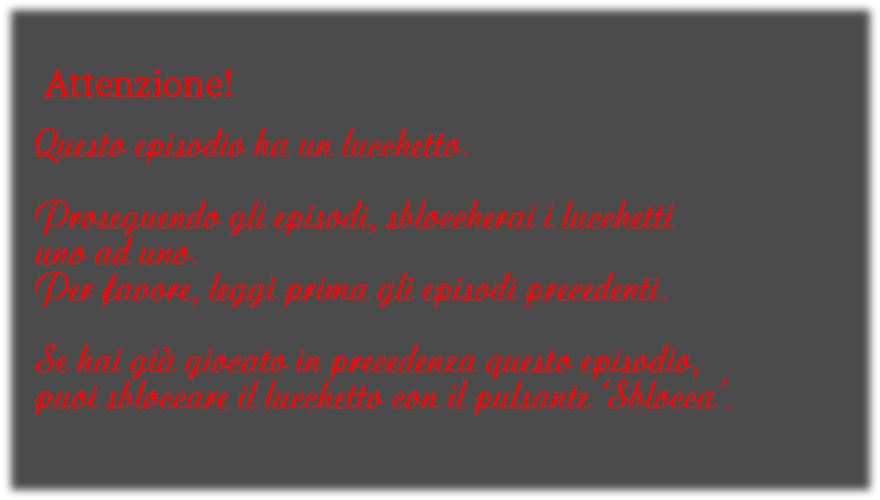 Attenzione!
Questo episodio ha un lucchetto.
Proseguendo gli episodi, sbloccherai i lucchetti
uno ad uno.
Per favore, leggi prima gli episodi precedenti.
Se hai già giocato in precedenza questo episodio,
puoi sbloccare il lucchetto con il pulsante ‘Sblocca’.